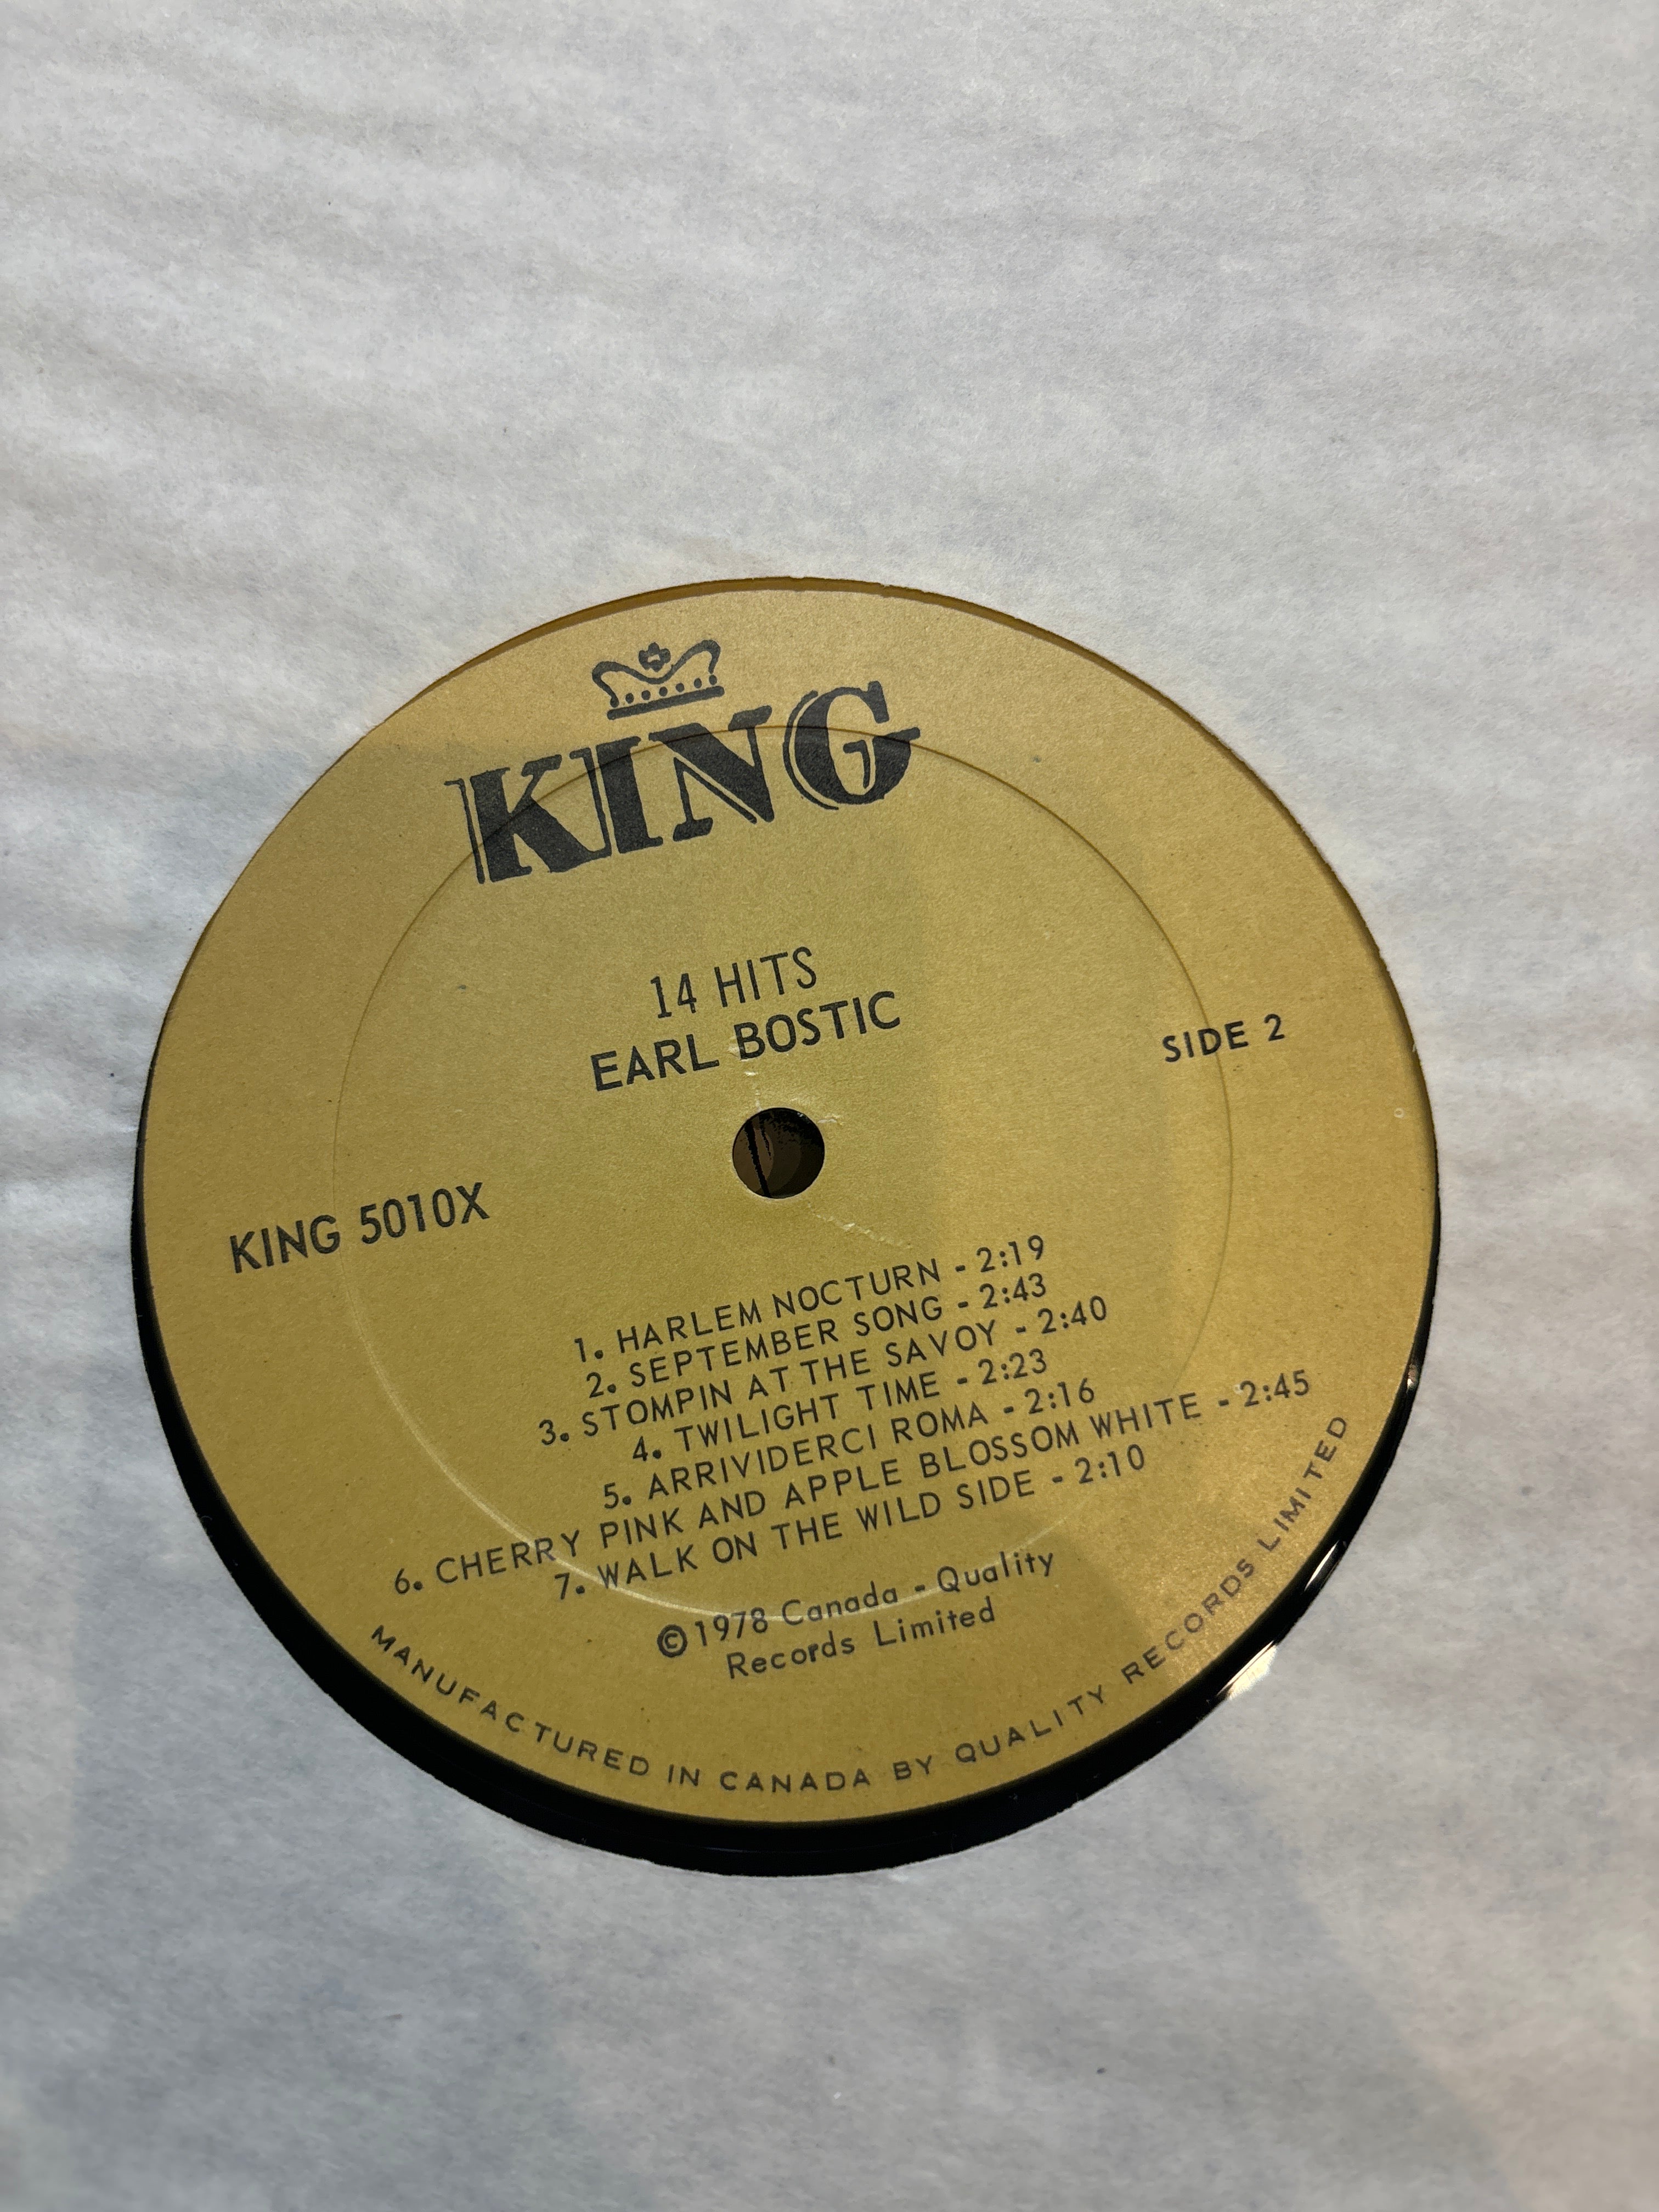 KING
14 HITS
EARL BOSTIC
SIDE 2
KING 5010X
1. HARLEM NOCTURN - 2:19
2. SEPTEMBER SONG - 2:43
3. STOMPIN AT THE SAVOY - 2:40
4. TWILIGHT TIME - 2:23
5. ARRIVIDERCI ROMA - 2:16
6. CHERRY PINK AND APPLE BLOSSOM WHITE - 2:45
7. WALK ON THE WILD SIDE - 2:10
©1978 Canada - Quality
Records Limited
MANUFACTURED IN CANADA BY QUALITY RECORDS LIMITED